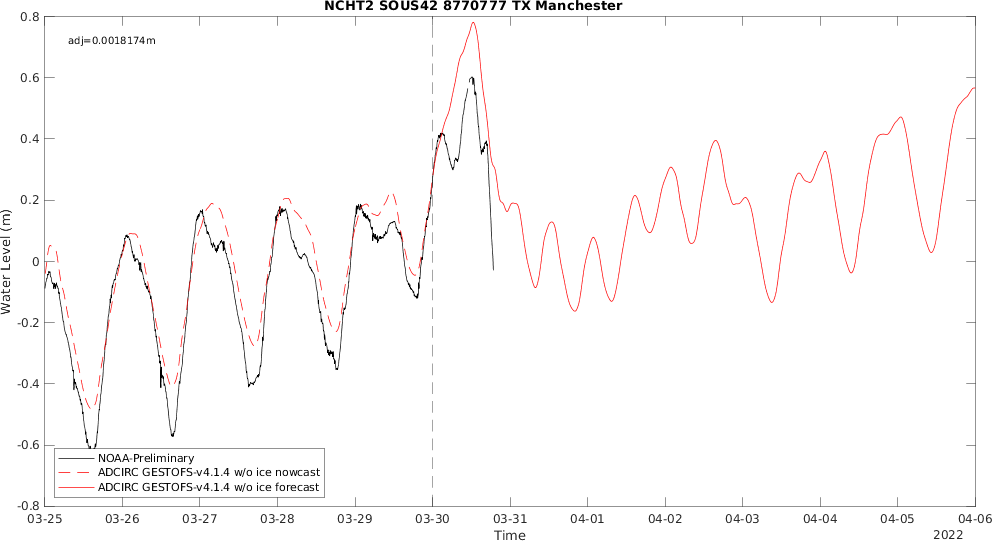 NCHT2 SOUS42 8770777 TX Manchester
adj=0.0018174m
0.8
0.6
0.4
0.2
0
-0.2
-0.4
-0.6
-0.8
Water Level (m)
NOAA-Preliminary
ADCIRC GESTOFS-v4.1.4 w/o ice nowcast
ADCIRC GESTOFS-v4.1.4 w/o ice forecast
03-25 03-26 03-27 03-28 03-29 03-30 03-31 04-01 04-02 04-03 04-04 04-05 04-06
Time
2022